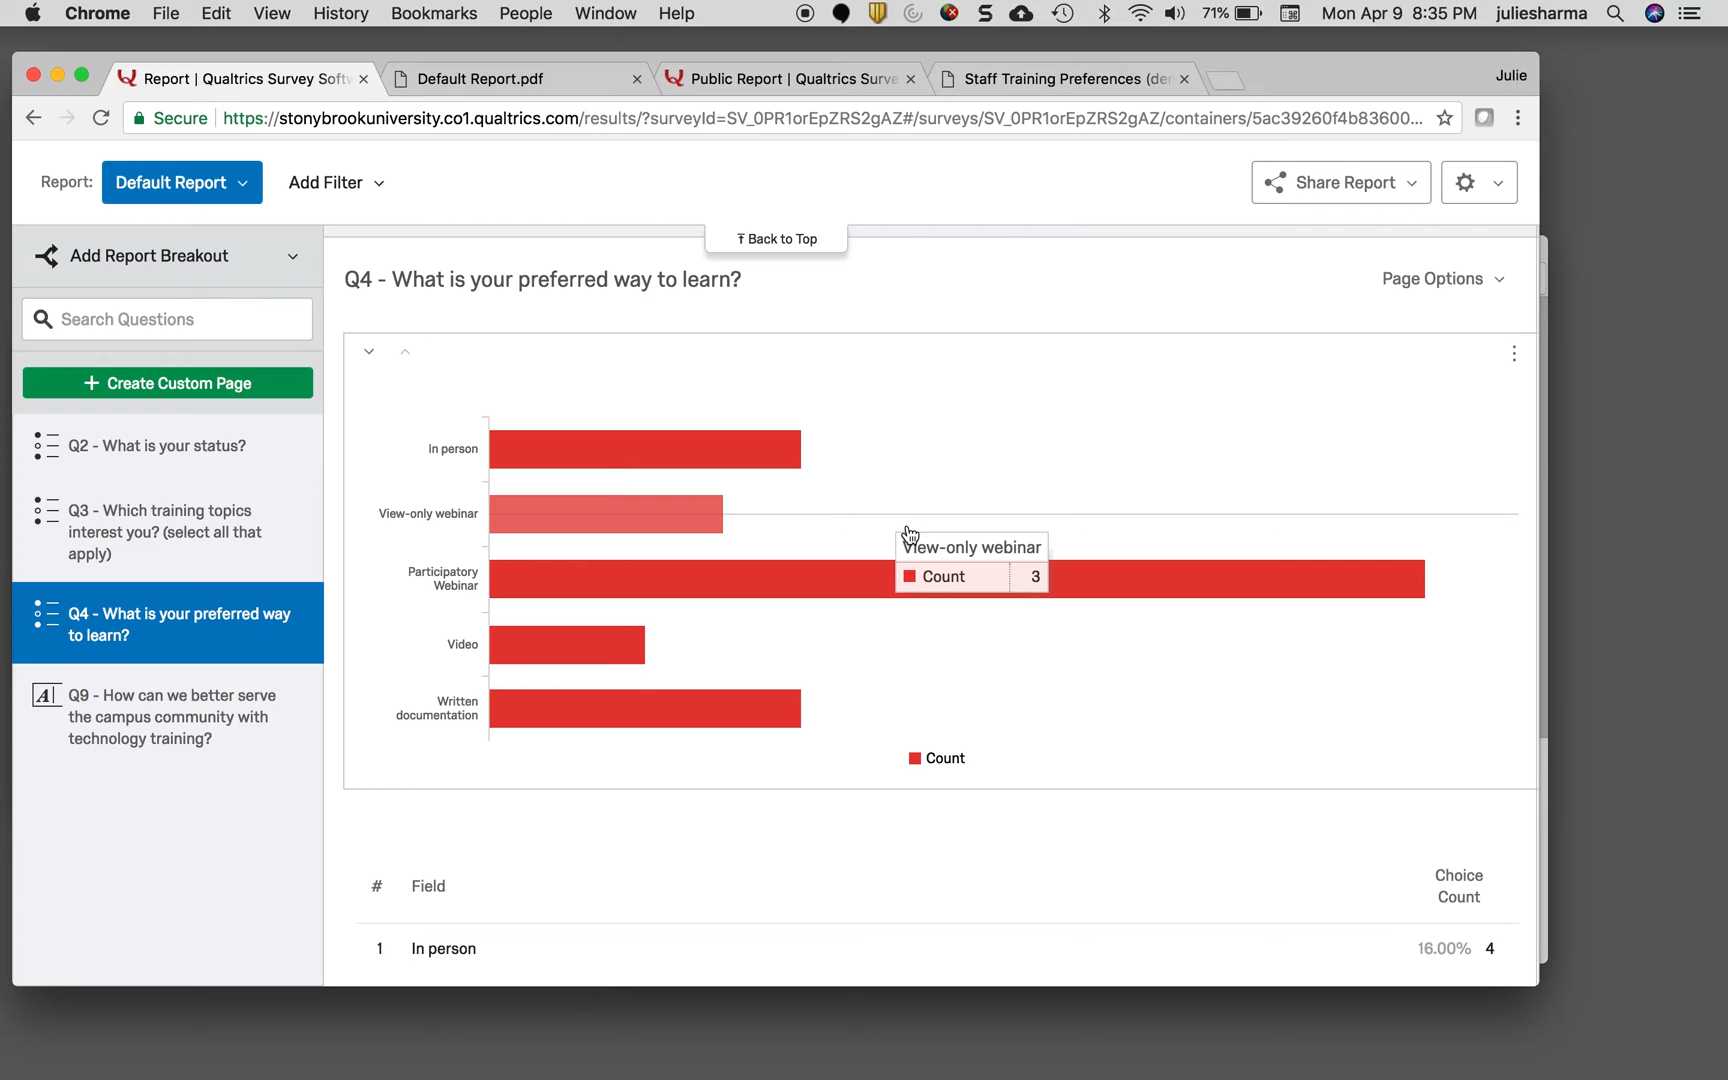 Chrome File Edit View History Bookmarks People Window Help 71% Mon Apr 9 8:35 PM juliesharma
Report | Qualtrics Survey Softw Default Report.pdf Public Report | Qualtrics Surve Staff Training Preferences (de Julie
Secure https://stonybrookuniversity.co1.qualtrics.com/results/?surveyId=SV_0PR1orEpZRS2gAZ#/surveys/SV_0PR1orEpZRS2gAZ/containers/5ac39260f4b83600...
Report: Default Report Add Filter Share Report
Add Report Breakout
Search Questions
+ Create Custom Page
Q2 - What is your status?
Q3 - Which training topics
interest you? (select all that
apply)
Q4 - What is your preferred way
to learn?
A
Q9 - How can we better serve
the campus community with
technology training?
Back to Top
Q4 - What is your preferred way to learn? Page Options
In person
View-only webinar
Participatory
Webinar
Video
Written
documentation
View-only webinar
Count 3
Count
# Field Choice
Count
1 In person 16.00% 4